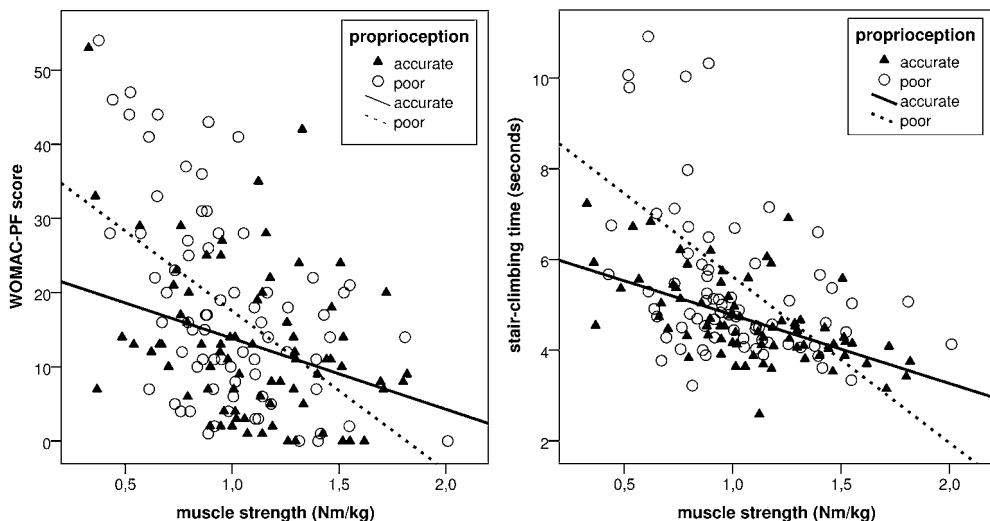 proprioception
accurate
poor
accurate
poor
50
40
30
20
10
0
WOMAC-PF score
0,5 1,0 1,5 2,0
muscle strength (Nm/kg)
proprioception
accurate
poor
accurate
poor
10
8
6
4
2
stair-climbing time (seconds)
0,5 1,0 1,5 2,0
muscle strength (Nm/kg)